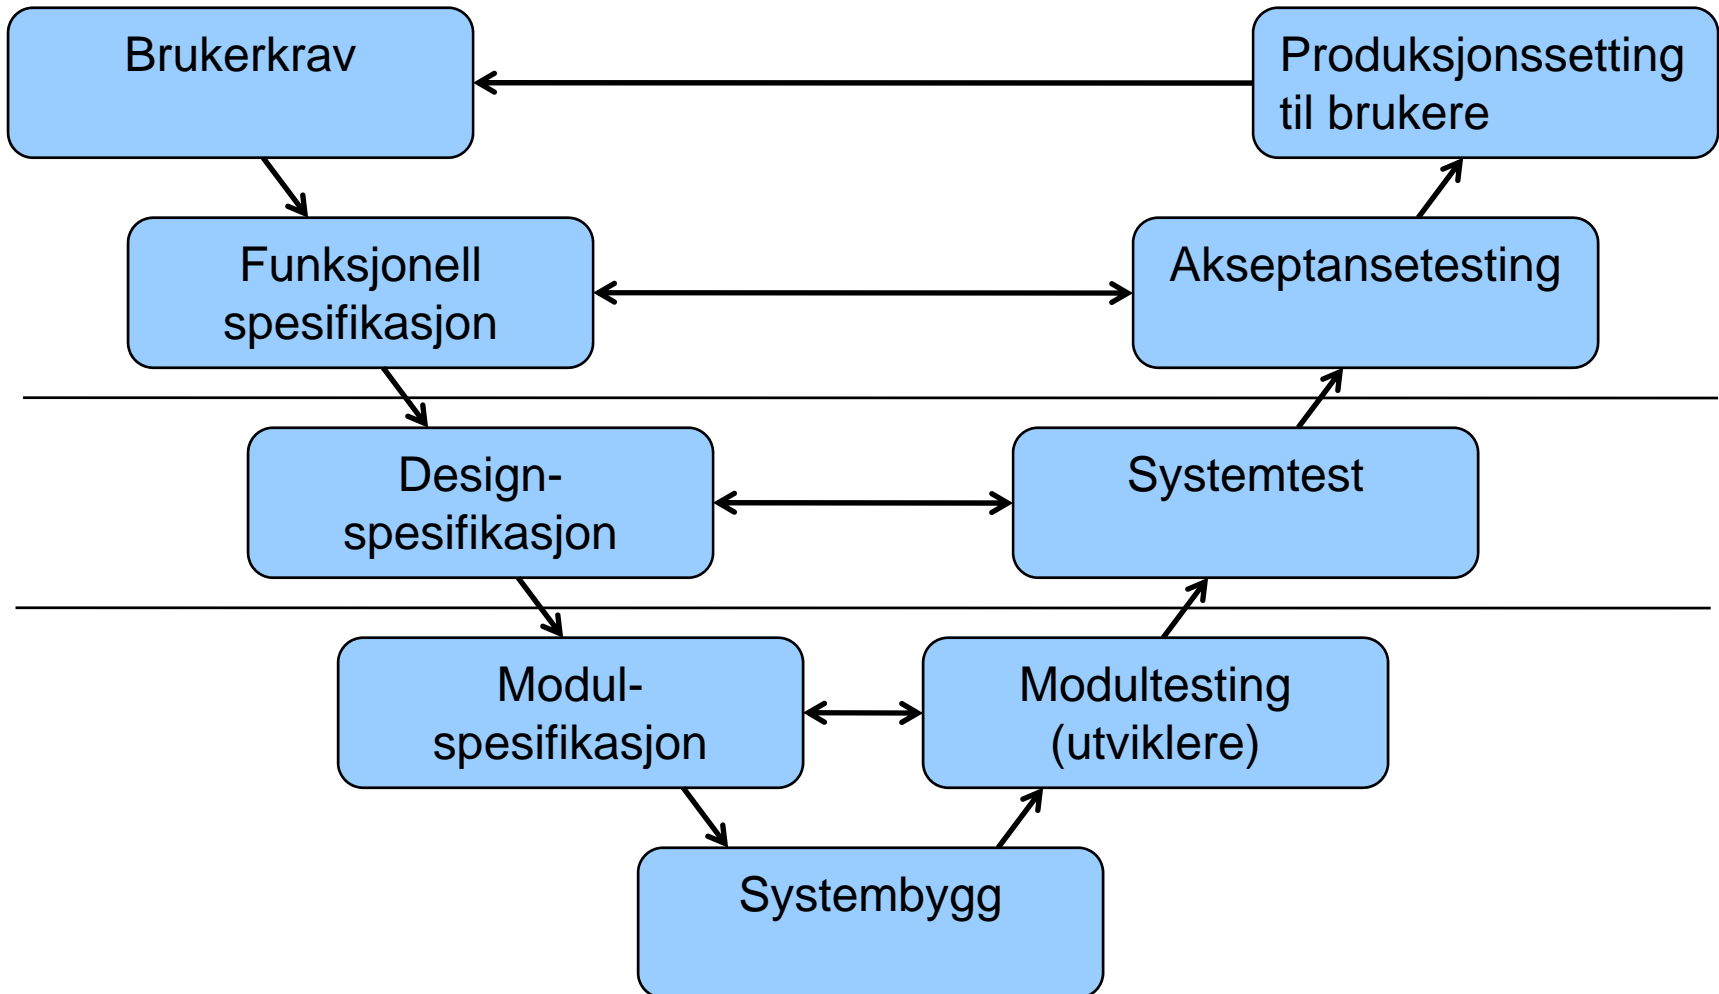 Brukerkrav
Produksjonssetting
til brukere
Funksjonell
spesifikasjon
Akseptansetesting
Design-
spesifikasjon
Systemtest
Modul-
spesifikasjon
Modultesting
(utviklere)
Systembygg